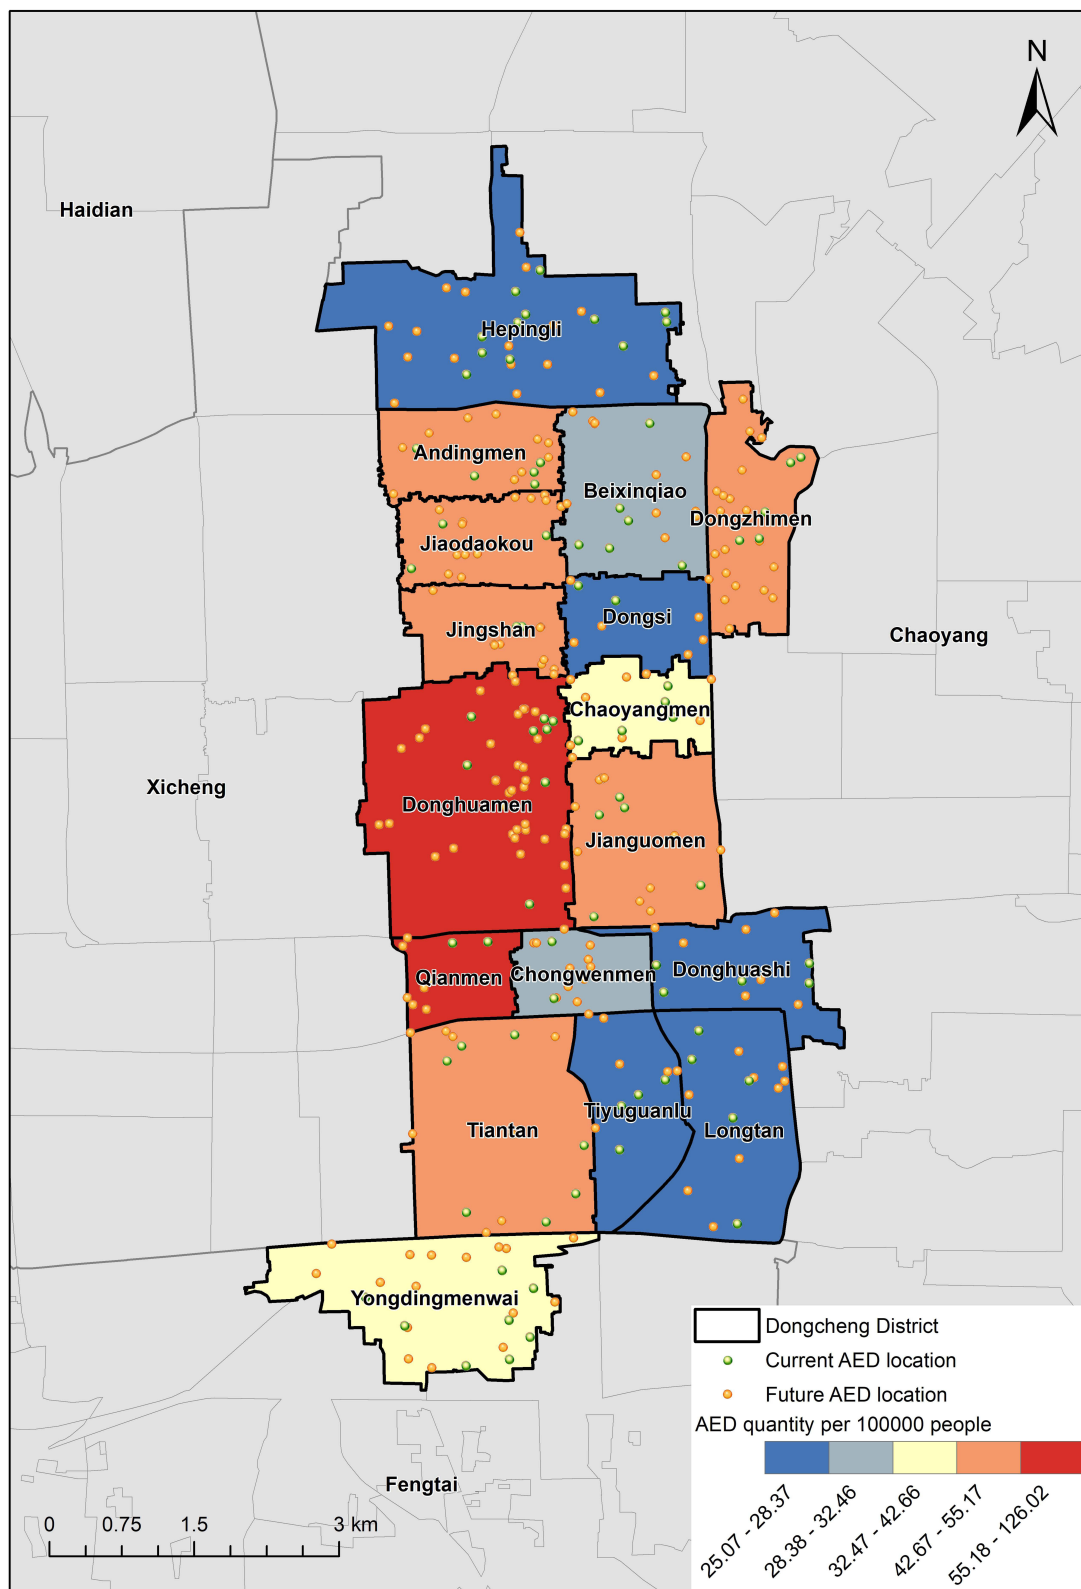 N
Haidian
Hepingli
Andingmen
Beixinqiao
Dongzhimen
Jiaodaokou
Dongsi
Jingshan
Chaoyang
Chaoyangmen
Xicheng
Donghuamen
Jianguomen
Qianmen
Chongwenmen
Donghuashi
Tiyuguanlu
Tiantan
Longtan
Yongdingmenwai
Dongcheng District
Current AED location
Future AED location
AED quantity per 100000 people
25.07 - 28.37
28.38 - 32.46
32.47 - 42.66
42.67 - 55.17
55.18 - 126.02
Fengtai
0 0.75 1.5 3 km